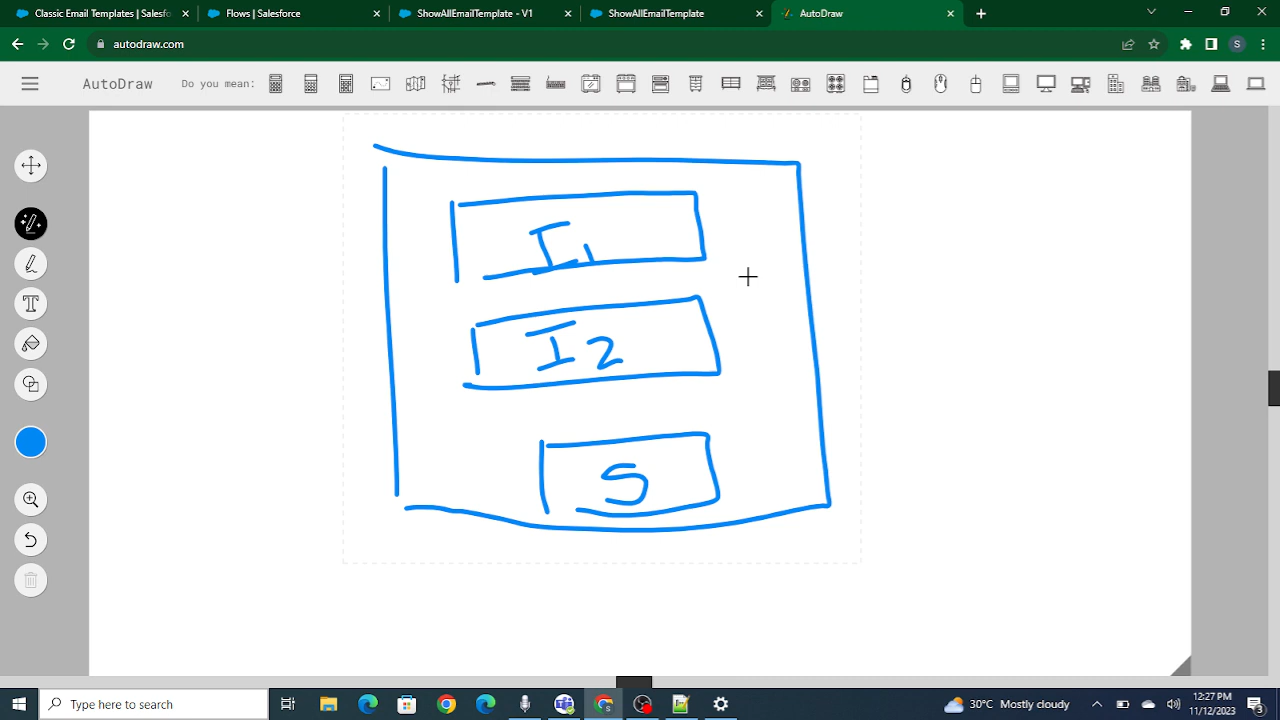 Classic Email Templates | Salesfo
Flows | Salesforce
ShowAllEmailTemplate - V1
ShowAllEmailTemplate
AutoDraw
autodraw.com
S
AutoDraw
Do you mean:
T
I1
I2
S
Type here to search
30°C Mostly cloudy
12:27 PM
11/12/2023